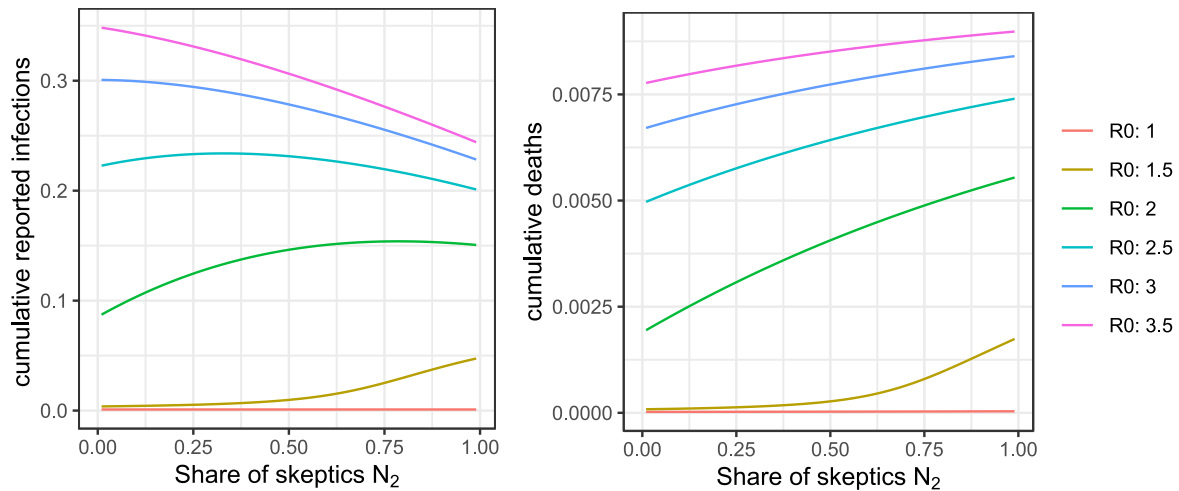 cumulative reported infections
0.3
0.2
0.1
0.0
0.00
0.25
0.50
0.75
1.00
Share of skeptics N₂
cumulative deaths
0.0075
0.0050
0.0025
0.0000
0.00
0.25
0.50
0.75
1.00
Share of skeptics N₂
R0: 1
R0: 1.5
R0: 2
R0: 2.5
R0: 3
R0: 3.5